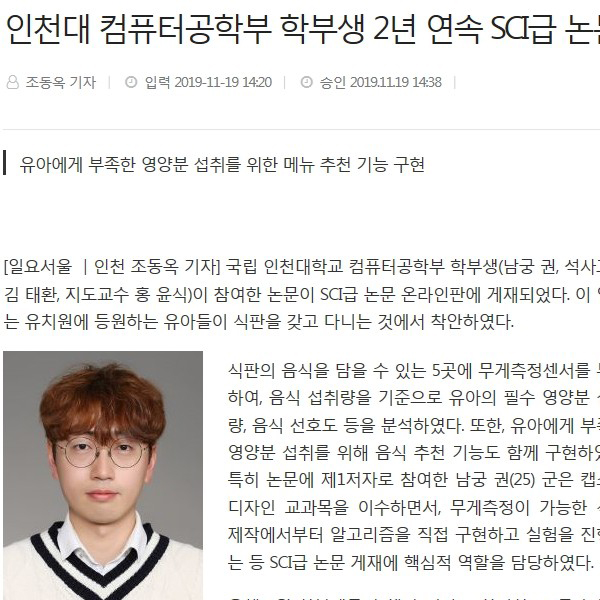 인천대 컴퓨터공학부 학부생 2년 연속 SCI급 논문
조동옥 기자 | 입력 2019-11-19 14:20 | 승인 2019.11.19 14:38 |
유아에게 부족한 영양분 섭취를 위한 메뉴 추천 기능 구현
[일요서울 ㅣ인천 조동옥 기자] 국립 인천대학교 컴퓨터공학부 학부생(남궁 권, 석사
김 태환, 지도교수 홍 윤식)이 참여한 논문이 SCI급 논문 온라인판에 게재되었다. 이
는 유치원에 등원하는 유아들이 식판을 갖고 다니는 것에서 착안하였다.
식판의 음식을 담을 수 있는 5곳에 무게측정센서를
하여, 음식 섭취량을 기준으로 유아의 필수 영양분
량, 음식 선호도 등을 분석하였다. 또한, 유아에게 부족
영양분 섭취를 위해 음식 추천 기능도 함께 구현하였
특히 논문에 제1저자로 참여한 남궁 권(25) 군은 캡스
디자인 교과목을 이수하면서, 무게측정이 가능한
제작에서부터 알고리즘을 직접 구현하고 실험을 진행
는 등 SCI급 논문 게재에 핵심적 역할을 담당하였다.